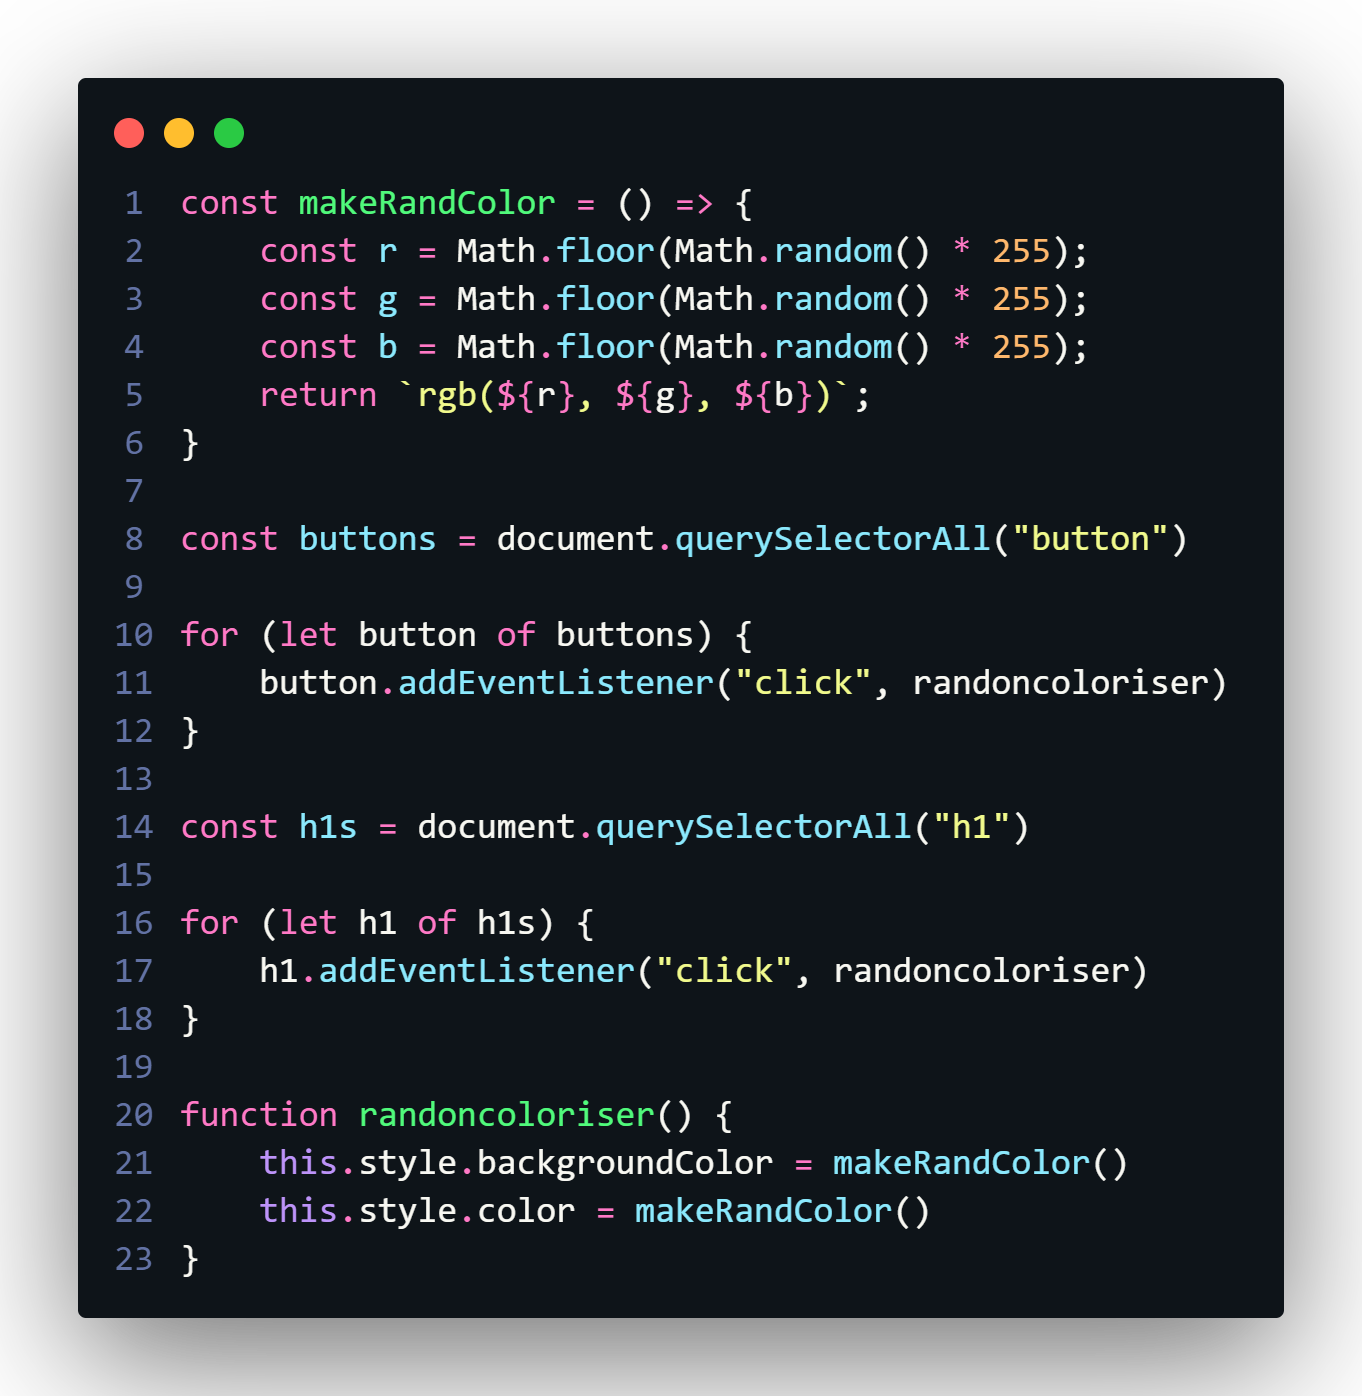 1 const makeRandColor = () => {
2     const r = Math.floor(Math.random() * 255);
3     const g = Math.floor(Math.random() * 255);
4     const b = Math.floor(Math.random() * 255);
5     return `rgb(${r}, ${g}, ${b})`;
6 }
7
8 const buttons = document.querySelectorAll("button")
9
10 for (let button of buttons) {
11     button.addEventListener("click", randoncoloriser)
12 }
13
14 const h1s = document.querySelectorAll("h1")
15
16 for (let h1 of h1s) {
17     h1.addEventListener("click", randoncoloriser)
18 }
19
20 function randoncoloriser() {
21     this.style.backgroundColor = makeRandColor()
22     this.style.color = makeRandColor()
23 }